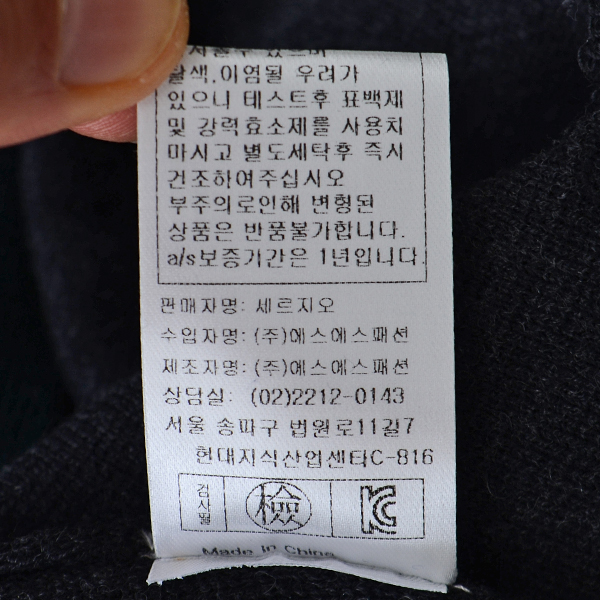 있으며
탈색.이염될 우려가
있으니 테스트후 표백제
및 강력효소제를 사용치
마시고 별도세탁후 즉시
건조하여주십시오
부주의로인해 변형된
상품은 반품불가합니다.
a/s보증기간은 1년입니다.
판매자명: 세르지오
수입자명: (주)에스에스패션
제조자명: (주)에스에스패션
상담실: (02)2212-0143
서울 송파구 법원로11길7
현대지식산업센타C-816
검사필 檢 KC
Made in China